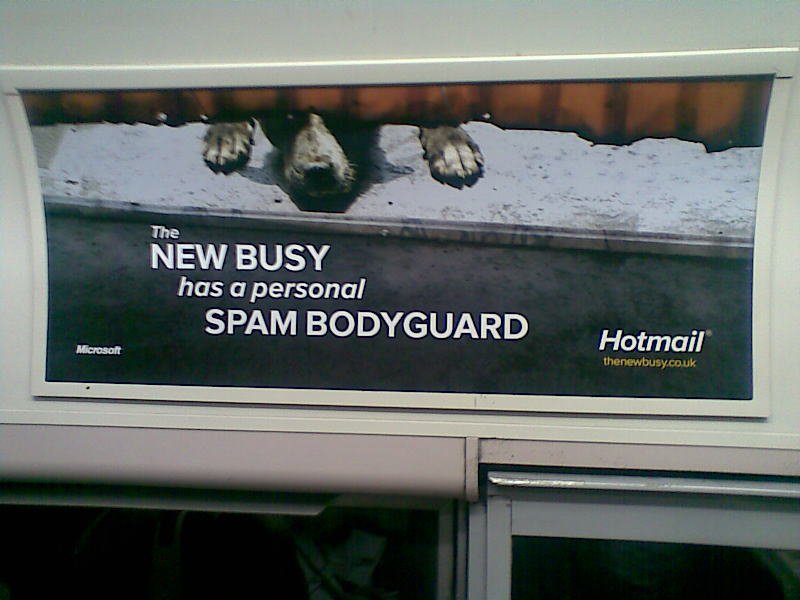 The
NEW BUSY
has a personal
SPAM BODYGUARD
Microsoft
Hotmail®
thenewbusy.co.uk